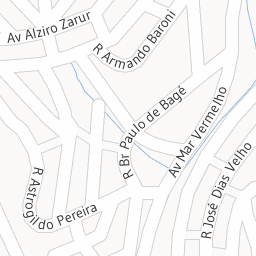 Av Alziro Zarur
R Armando Baroni
R Br Paulo de Bagé
Av Mar Vermelho
R Astrogildo Pereira
R José Dias Velho